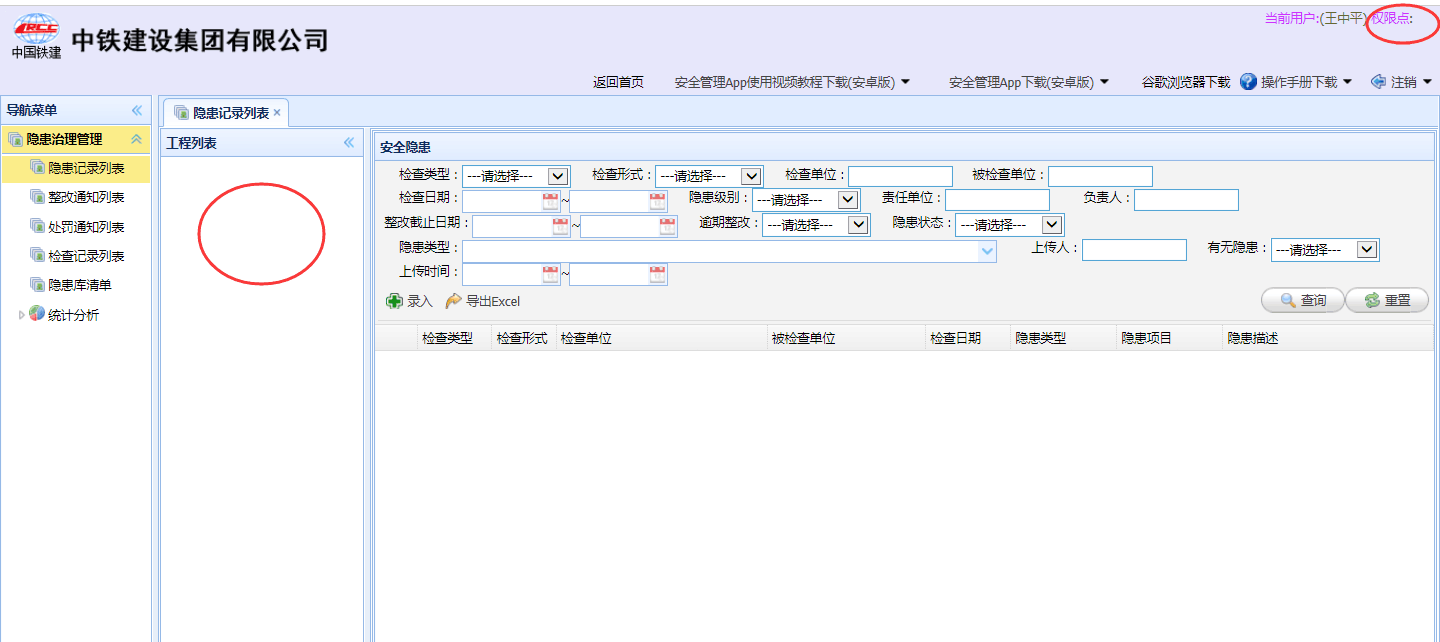 当前用户:(王中平) 权限点:
CRCC
中国铁建
中铁建设集团有限公司
返回首页 安全管理App使用视频教程下载(安卓版) 安全管理App下载(安卓版) 谷歌浏览器下载 操作手册下载 注销
导航菜单
隐患治理管理
隐患记录列表
整改通知列表
处罚通知列表
检查记录列表
隐患库清单
统计分析
隐患记录列表 ×
工程列表
安全隐患
检查类型： ---请选择--- 检查形式： ---请选择--- 检查单位： 被检查单位：
检查日期： ~ 隐患级别： ---请选择--- 责任单位： 负责人：
整改截止日期： ~ 逾期整改： ---请选择--- 隐患状态： ---请选择---
隐患类型： 上传人： 有无隐患： ---请选择---
上传时间： ~
录入 导出Excel 查询 重置
检查类型 检查形式 检查单位 被检查单位 检查日期 隐患类型 隐患项目 隐患描述